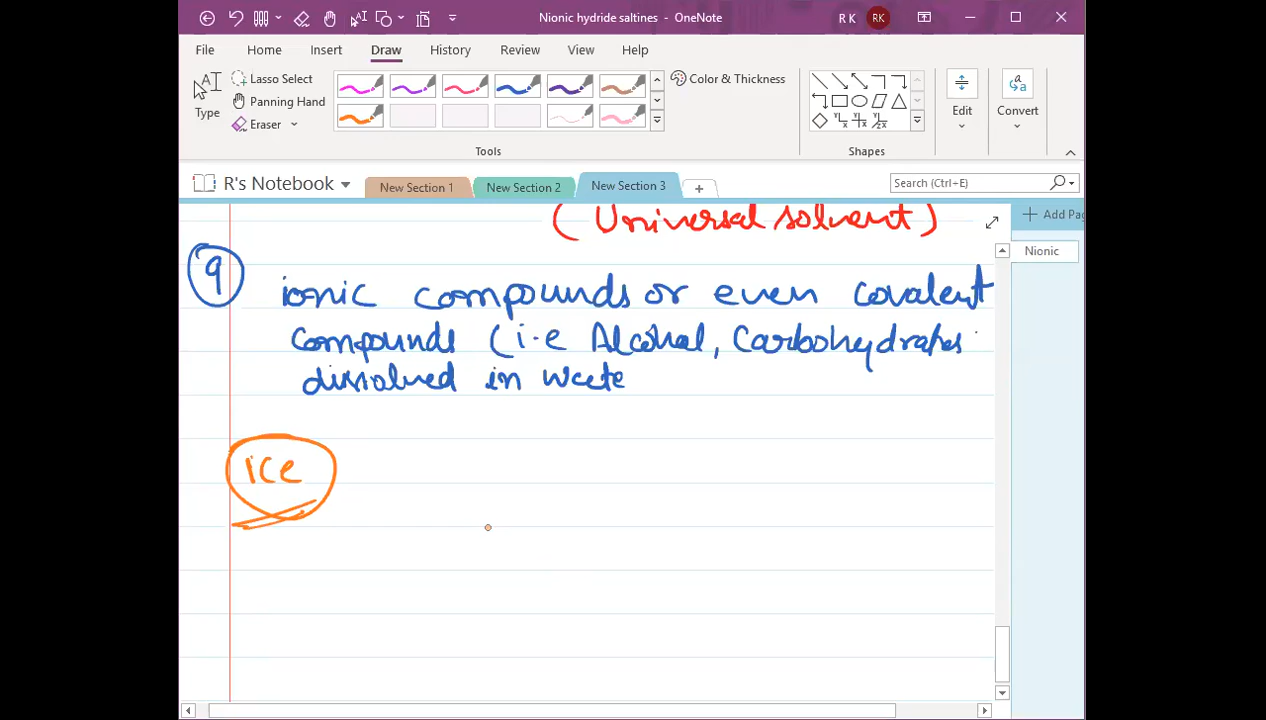 Nionic hydride saltines - OneNote
R K
RK
File Home Insert Draw History Review View Help
Type
Lasso Select
Panning Hand
Eraser
Color & Thickness
Edit
Convert
Tools
Shapes
R's Notebook
New Section 1
New Section 2
New Section 3
Search (Ctrl+E)
Add Pag
Nionic
(Universal solvent)
9 ionic compounds or even covalent
compounds (i.e Alcohal, Carbohydrates
dissolved in Wate
ice